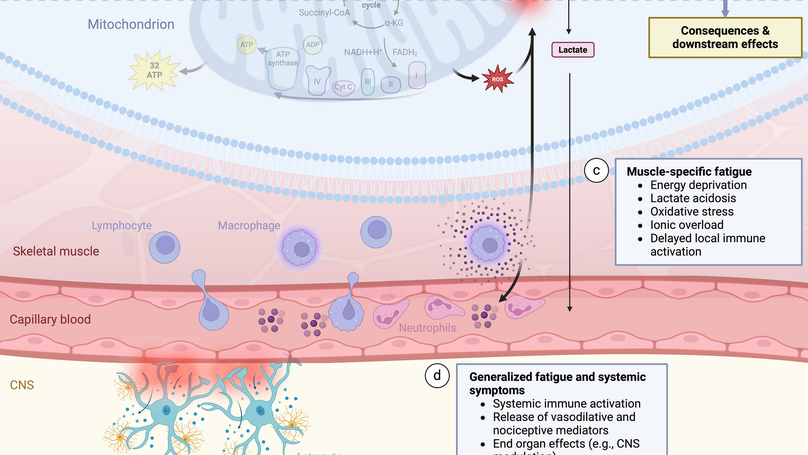 cycle
Succinyl-CoA
α-KG
Mitochondrion
NADH+H⁺
FADH₂
ATP
ADP
ATP
synthase
32
ATP
IV
Cyt C
III
II
I
ROS
Lactate
Consequences &
downstream effects
c
Muscle-specific fatigue
• Energy deprivation
• Lactate acidosis
• Oxidative stress
• Ionic overload
• Delayed local immune
activation
Lymphocyte
Macrophage
Skeletal muscle
Capillary blood
Neutrophils
CNS
d
Generalized fatigue and systemic
symptoms
• Systemic immune activation
• Release of vasodilative and
nociceptive mediators
• End organ effects (e.g., CNS